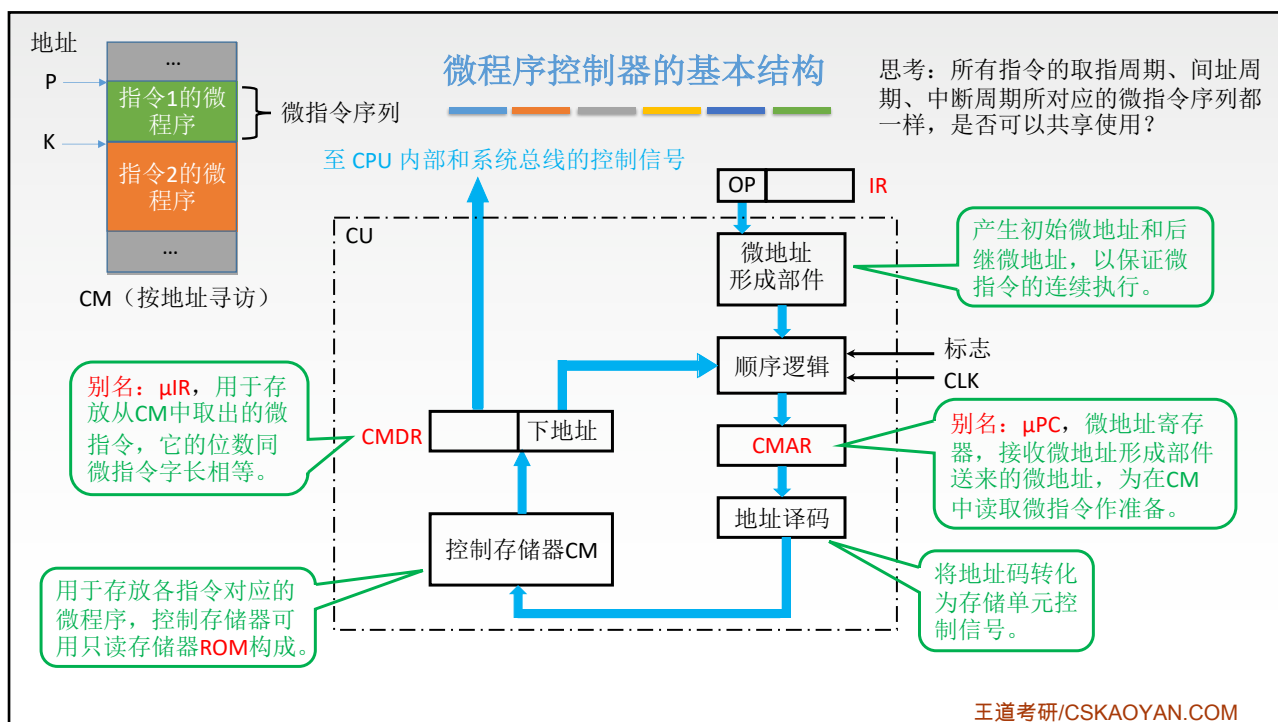 微程序控制器的基本结构
思考：所有指令的取指周期、间址周
期、中断周期所对应的微指令序列都
一样，是否可以共享使用？
地址
P
K
...
指令1的微
程序
指令2的微
程序
...
微指令序列
CM（按地址寻访）
至 CPU 内部和系统总线的控制信号
OP
IR
CU
微地址
形成部件
产生初始微地址和后
继微地址，以保证微
指令的连续执行。
顺序逻辑
标志
CLK
别名：μIR，用于存
放从CM中取出的微
指令，它的位数同
微指令字长相等。
CMDR
下地址
CMAR
别名：μPC，微地址寄存
器，接收微地址形成部件
送来的微地址，为在CM
中读取微指令作准备。
地址译码
控制存储器CM
用于存放各指令对应的
微程序，控制存储器可
用只读存储器ROM构成。
将地址码转化
为存储单元控
制信号。
王道考研/CSKAOYAN.COM